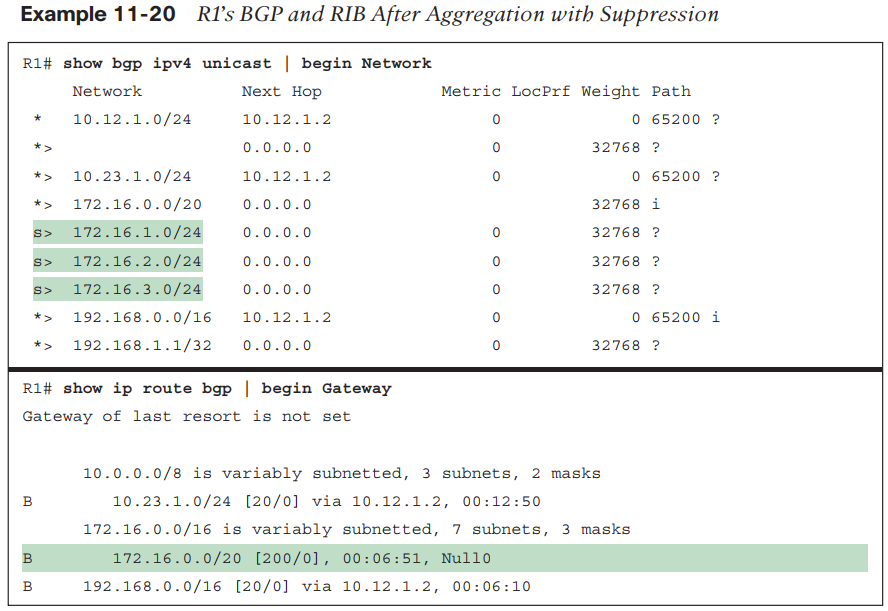 Example 11-20 R1's BGP and RIB After Aggregation with Suppression
R1# show bgp ipv4 unicast | begin Network
     Network          Next Hop            Metric LocPrf Weight Path
 *   10.12.1.0/24     10.12.1.2                0             0 65200 ?
 *>                   0.0.0.0                  0         32768 ?
 *>  10.23.1.0/24     10.12.1.2                0             0 65200 ?
 *>  172.16.0.0/20    0.0.0.0                            32768 i
 s>  172.16.1.0/24    0.0.0.0                  0         32768 ?
 s>  172.16.2.0/24    0.0.0.0                  0         32768 ?
 s>  172.16.3.0/24    0.0.0.0                  0         32768 ?
 *>  192.168.0.0/16   10.12.1.2                0             0 65200 i
 *>  192.168.1.1/32   0.0.0.0                  0         32768 ?
R1# show ip route bgp | begin Gateway
Gateway of last resort is not set
      10.0.0.0/8 is variably subnetted, 3 subnets, 2 masks
B        10.23.1.0/24 [20/0] via 10.12.1.2, 00:12:50
      172.16.0.0/16 is variably subnetted, 7 subnets, 3 masks
B        172.16.0.0/20 [200/0], 00:06:51, Null0
B     192.168.0.0/16 [20/0] via 10.12.1.2, 00:06:10